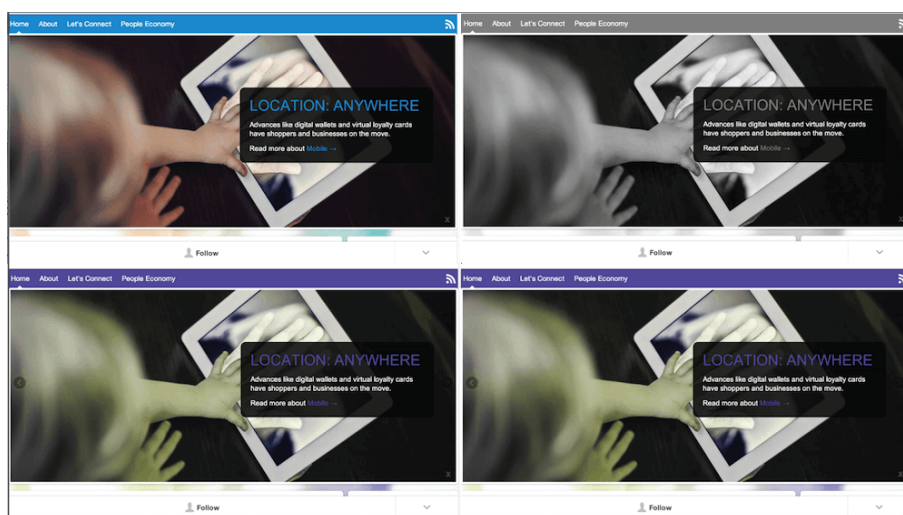 Home About Let's Connect People Economy
LOCATION: ANYWHERE
Advances like digital wallets and virtual loyalty cards
have shoppers and businesses on the move.
Read more about Mobile →
x
Follow
Home About Let's Connect People Economy
LOCATION: ANYWHERE
Advances like digital wallets and virtual loyalty cards
have shoppers and businesses on the move.
Read more about Mobile →
x
Follow
Home About Let's Connect People Economy
LOCATION: ANYWHERE
Advances like digital wallets and virtual loyalty cards
have shoppers and businesses on the move.
Read more about Mobile →
x
Follow
Home About Let's Connect People Economy
LOCATION: ANYWHERE
Advances like digital wallets and virtual loyalty cards
have shoppers and businesses on the move.
Read more about Mobile →
x
Follow